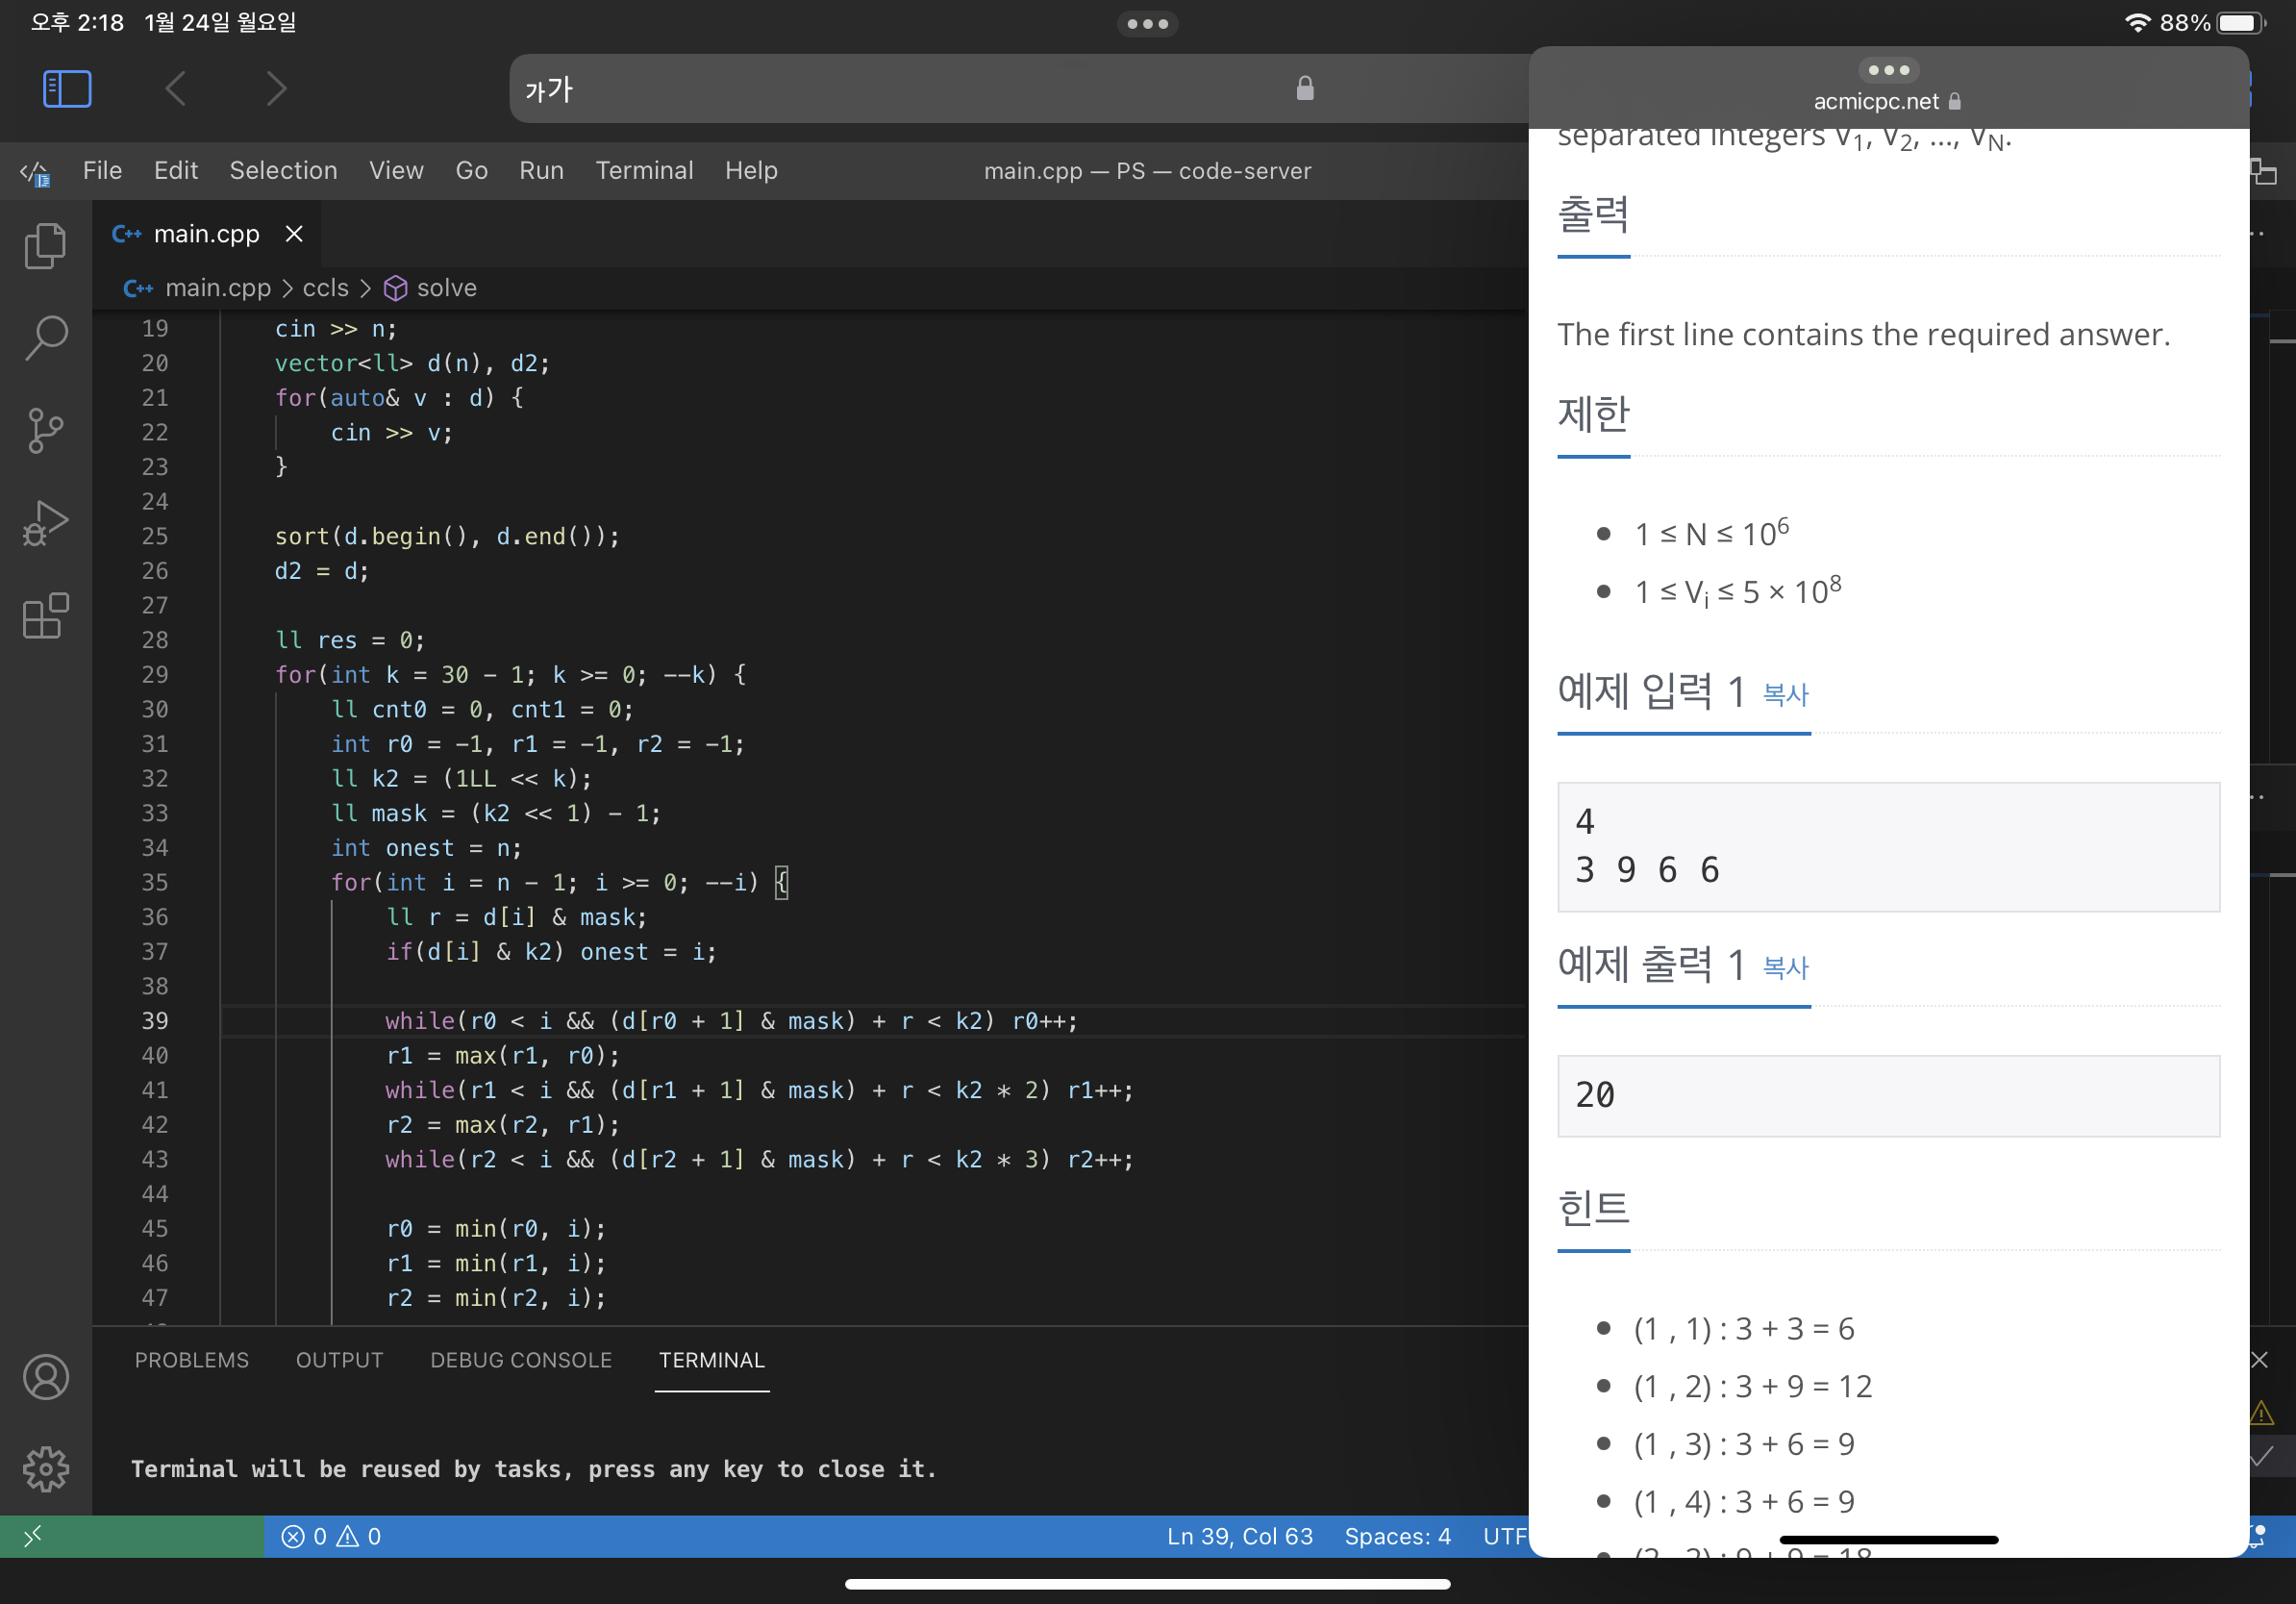 오후 2:18 1월 24일 월요일
88%
가가
acmicpc.net
File Edit Selection View Go Run Terminal Help
main.cpp — PS — code-server
C++ main.cpp
C++ main.cpp > ccls > solve
19 cin >> n;
20 vector<ll> d(n), d2;
21 for(auto& v : d) {
22 cin >> v;
23 }
24
25 sort(d.begin(), d.end());
26 d2 = d;
27
28 ll res = 0;
29 for(int k = 30 - 1; k >= 0; --k) {
30 ll cnt0 = 0, cnt1 = 0;
31 int r0 = -1, r1 = -1, r2 = -1;
32 ll k2 = (1LL << k);
33 ll mask = (k2 << 1) - 1;
34 int onest = n;
35 for(int i = n - 1; i >= 0; --i) {
36 ll r = d[i] & mask;
37 if(d[i] & k2) onest = i;
38
39 while(r0 < i && (d[r0 + 1] & mask) + r < k2) r0++;
40 r1 = max(r1, r0);
41 while(r1 < i && (d[r1 + 1] & mask) + r < k2 * 2) r1++;
42 r2 = max(r2, r1);
43 while(r2 < i && (d[r2 + 1] & mask) + r < k2 * 3) r2++;
44
45 r0 = min(r0, i);
46 r1 = min(r1, i);
47 r2 = min(r2, i);
PROBLEMS OUTPUT DEBUG CONSOLE TERMINAL
Terminal will be reused by tasks, press any key to close it.
0 0
Ln 39, Col 63 Spaces: 4 UTF
separated integers V1, V2, ..., VN.
출력
The first line contains the required answer.
제한
1 ≤ N ≤ 10^6
1 ≤ Vi ≤ 5 × 10^8
예제 입력 1 복사
4
3 9 6 6
예제 출력 1 복사
20
힌트
(1 , 1) : 3 + 3 = 6
(1 , 2) : 3 + 9 = 12
(1 , 3) : 3 + 6 = 9
(1 , 4) : 3 + 6 = 9
(2 , 2) : 9 + 9 = 18